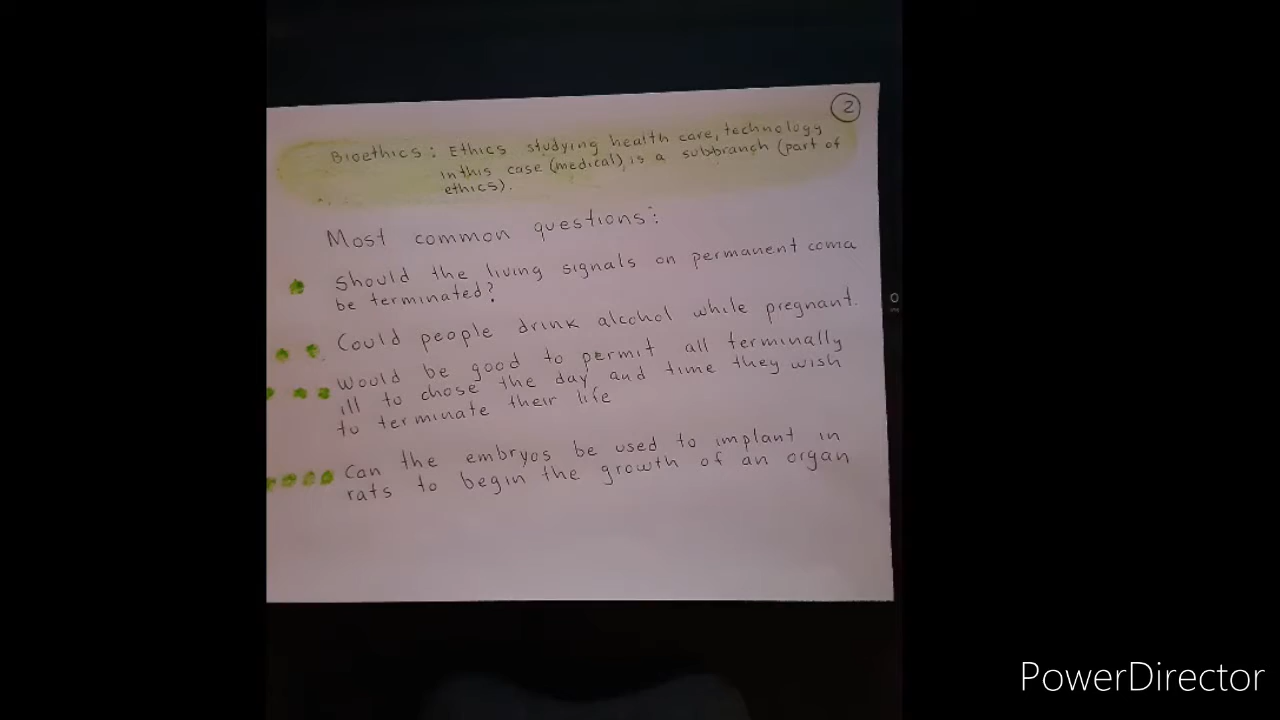 2
Bioethics: Ethics studying health care, technology
in this case (medical), is a subbranch (part of
ethics).
Most common questions:
Should the living signals on permanent coma
be terminated?
Could people drink alcohol while pregnant.
Would be good to permit all terminally
ill to chose the day and time they wish
to terminate their life
Can the embryos be used to implant in
rats to begin the growth of an organ
PowerDirector